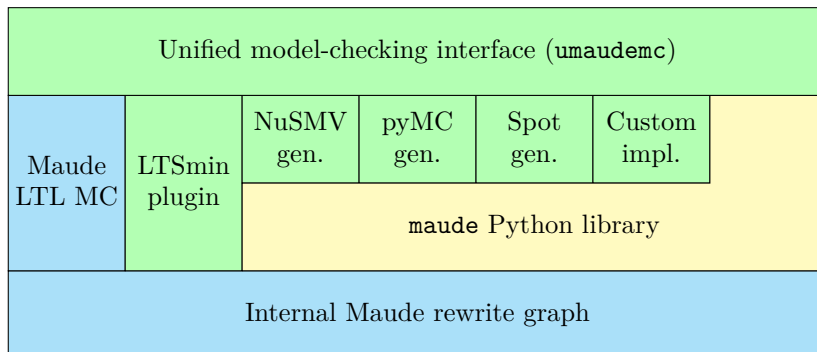 Unified model-checking interface (umaudemc)
Maude
LTL MC
LTSmin
plugin
NuSMV
gen.
pyMC
gen.
Spot
gen.
Custom
impl.
maude Python library
Internal Maude rewrite graph